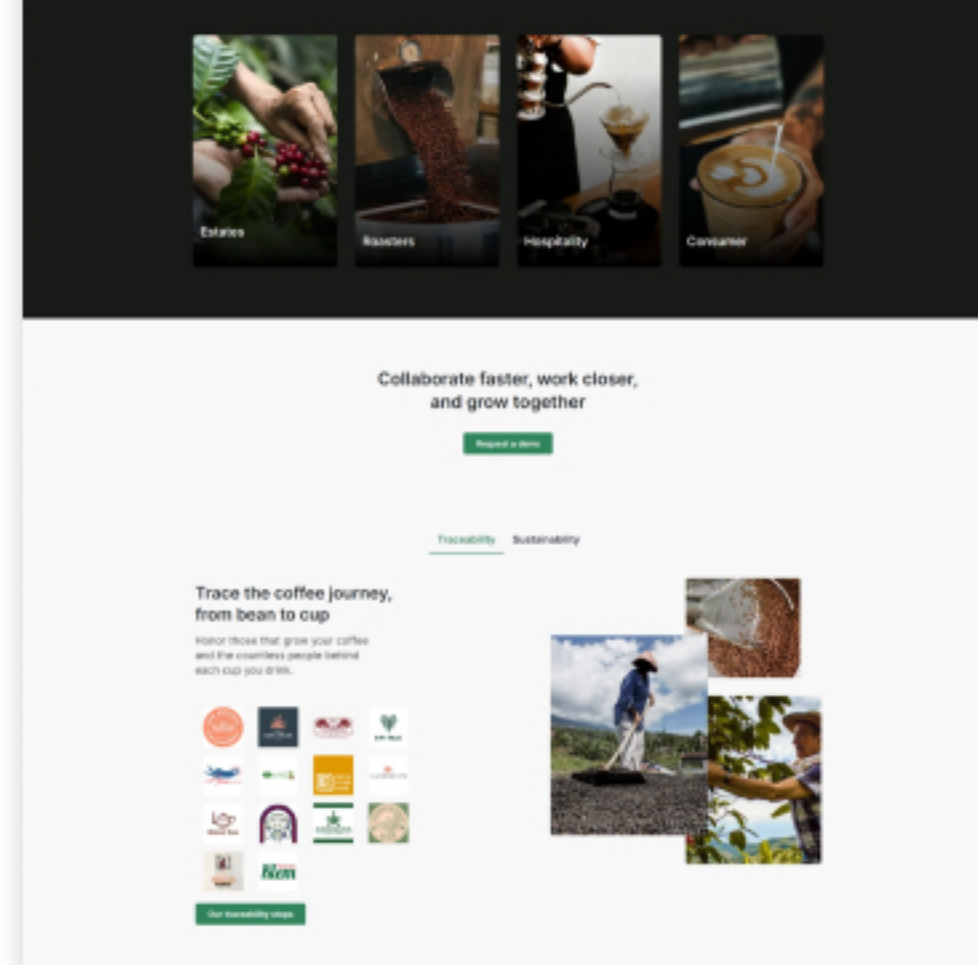 Estates
Roasters
Hospitality
Consumer
Collaborate faster, work closer,
and grow together
Request a demo
Traceability Sustainability
Trace the coffee journey,
from bean to cup
Honor those that grow your coffee
and the countless people behind
each cup you drink.
Our traceability steps